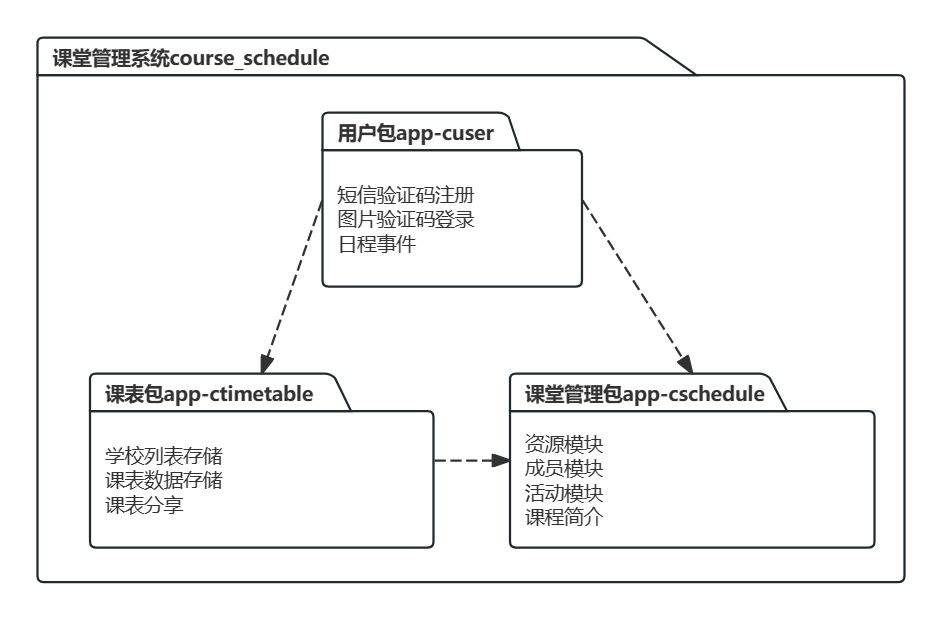 课堂管理系统course_schedule
用户包app-cuser
短信验证码注册
图片验证码登录
日程事件
课表包app-ctimetable
学校列表存储
课表数据存储
课表分享
课堂管理包app-cschedule
资源模块
成员模块
活动模块
课程简介